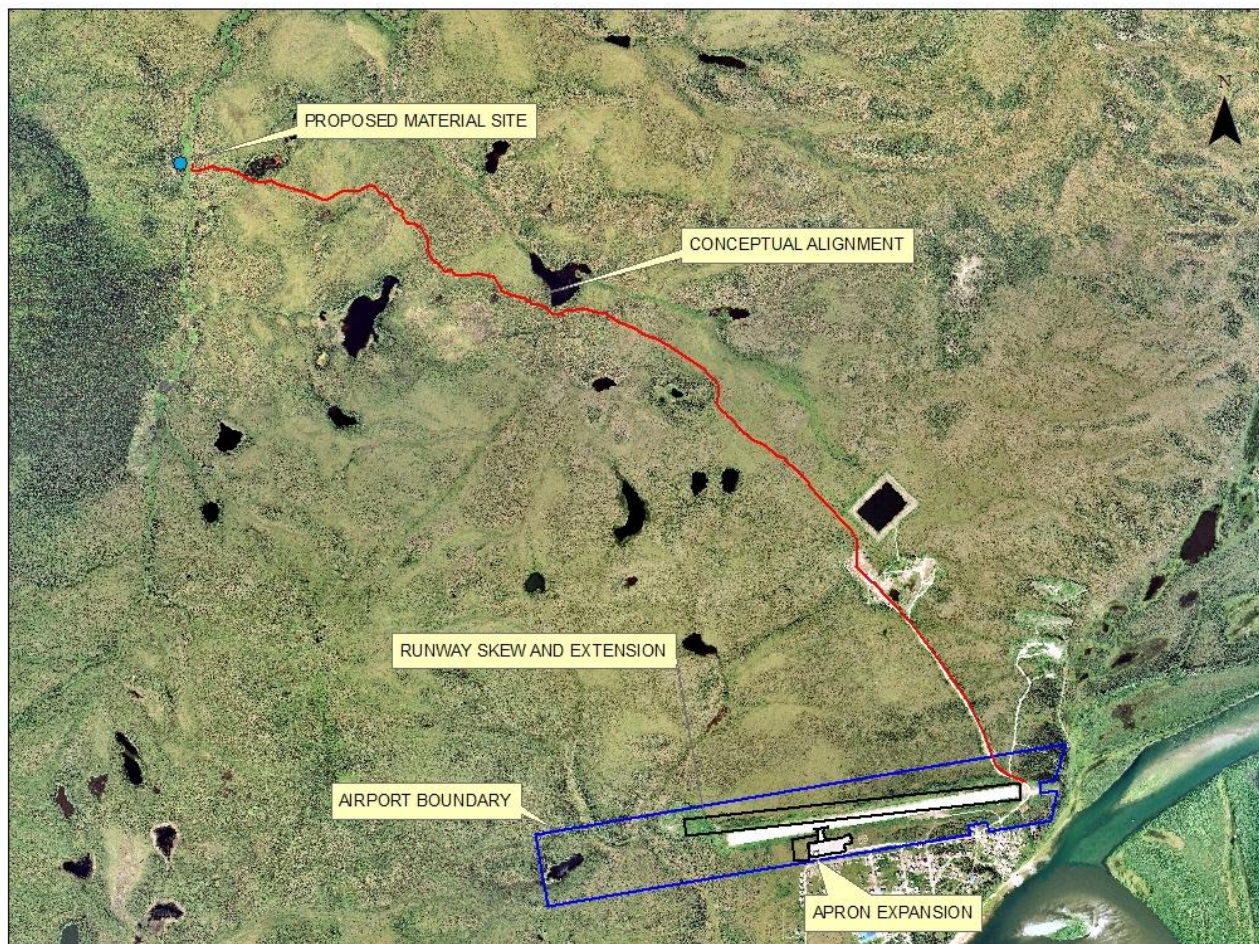 N
PROPOSED MATERIAL SITE
CONCEPTUAL ALIGNMENT
RUNWAY SKEW AND EXTENSION
AIRPORT BOUNDARY
APRON EXPANSION